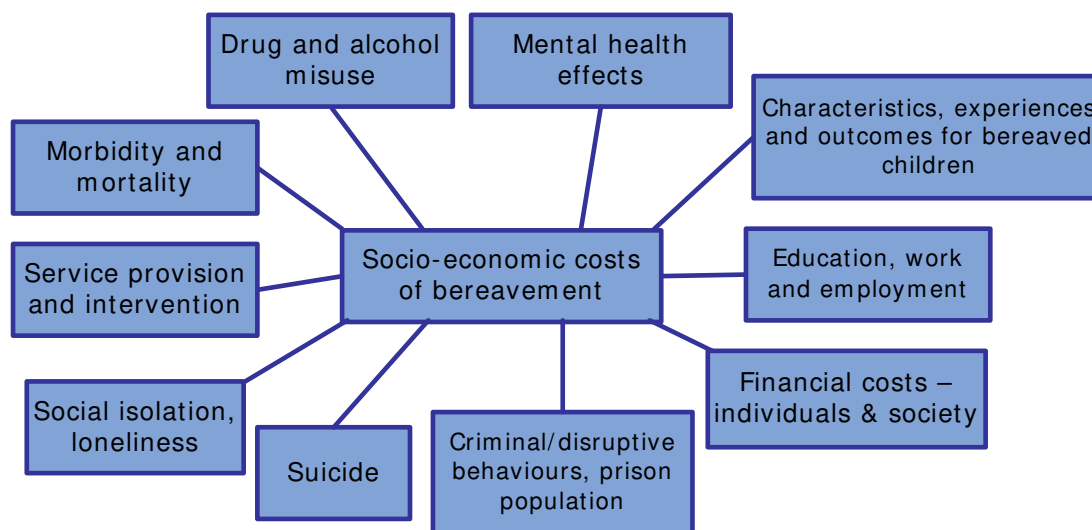 Drug and alcohol
misuse
Mental health
effects
Characteristics, experiences
and outcomes for bereaved
children
Morbidity and
mortality
Socio-economic costs
of bereavement
Education, work
and employment
Service provision
and intervention
Financial costs –
individuals & society
Social isolation,
loneliness
Suicide
Criminal/disruptive
behaviours, prison
population